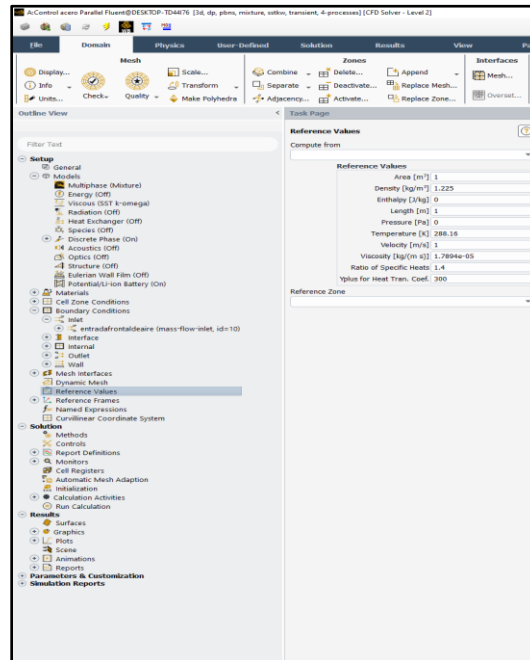 A:Control acero Parallel Fluent@DESKTOP-TD44I76 [3d, dp, pbns, mixture, sstkw, transient, 4-processes] [CFD Solver - Level 2]
File Domain Physics User-Defined Solution Results View Pa
Mesh Zones Interfaces
Display... Scale... Combine Delete... Append Mesh...
Info Transform Separate Deactivate... Replace Mesh...
Units... Check Quality Make Polyhedra Adjacency... Activate... Replace Zone... Overset...
Outline View < Task Page
Filter Text
Setup
General
Models
Multiphase (Mixture)
Energy (Off)
Viscous (SST k-omega)
Radiation (Off)
Heat Exchanger (Off)
Species (Off)
Discrete Phase (On)
Acoustics (Off)
Optics (Off)
Structure (Off)
Eulerian Wall Film (Off)
Potential/Li-ion Battery (On)
Materials
Cell Zone Conditions
Boundary Conditions
Inlet
entradafrontaldeaire (mass-flow-inlet, id=10)
Interface
Internal
Outlet
Wall
Mesh Interfaces
Dynamic Mesh
Reference Values
Reference Frames
Named Expressions
Curvilinear Coordinate System
Solution
Methods
Controls
Report Definitions
Monitors
Cell Registers
Automatic Mesh Adaption
Initialization
Calculation Activities
Run Calculation
Results
Surfaces
Graphics
Plots
Scene
Animations
Reports
Parameters & Customization
Simulation Reports
Reference Values ?
Compute from
Reference Values
Area [m²] 1
Density [kg/m³] 1.225
Enthalpy [J/kg] 0
Length [m] 1
Pressure [Pa] 0
Temperature [K] 288.16
Velocity [m/s] 1
Viscosity [kg/(m s)] 1.7894e-05
Ratio of Specific Heats 1.4
Yplus for Heat Tran. Coef. 300
Reference Zone